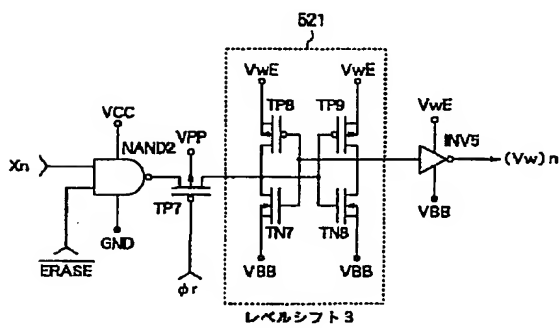 521
VwE
VwE
TP8
TP9
VCC
VwE
NAND2
VPP
INV5
Xn
(Vw)n
TP7
TN7
TN8
VBB
GND
ERASE
VBB
VBB
φr
レベルシフト3